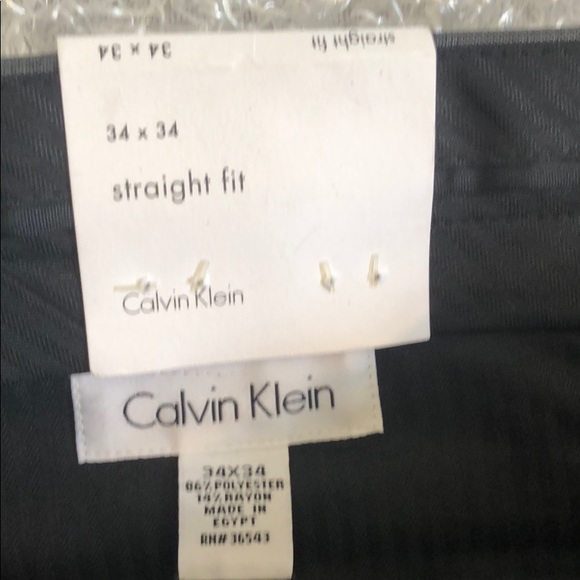 34 x 34 straight fit
34 x 34
straight fit
Calvin Klein
Calvin Klein
34X34
86% POLYESTER
14% RAYON
MADE IN
EGYPT
RN# 36543